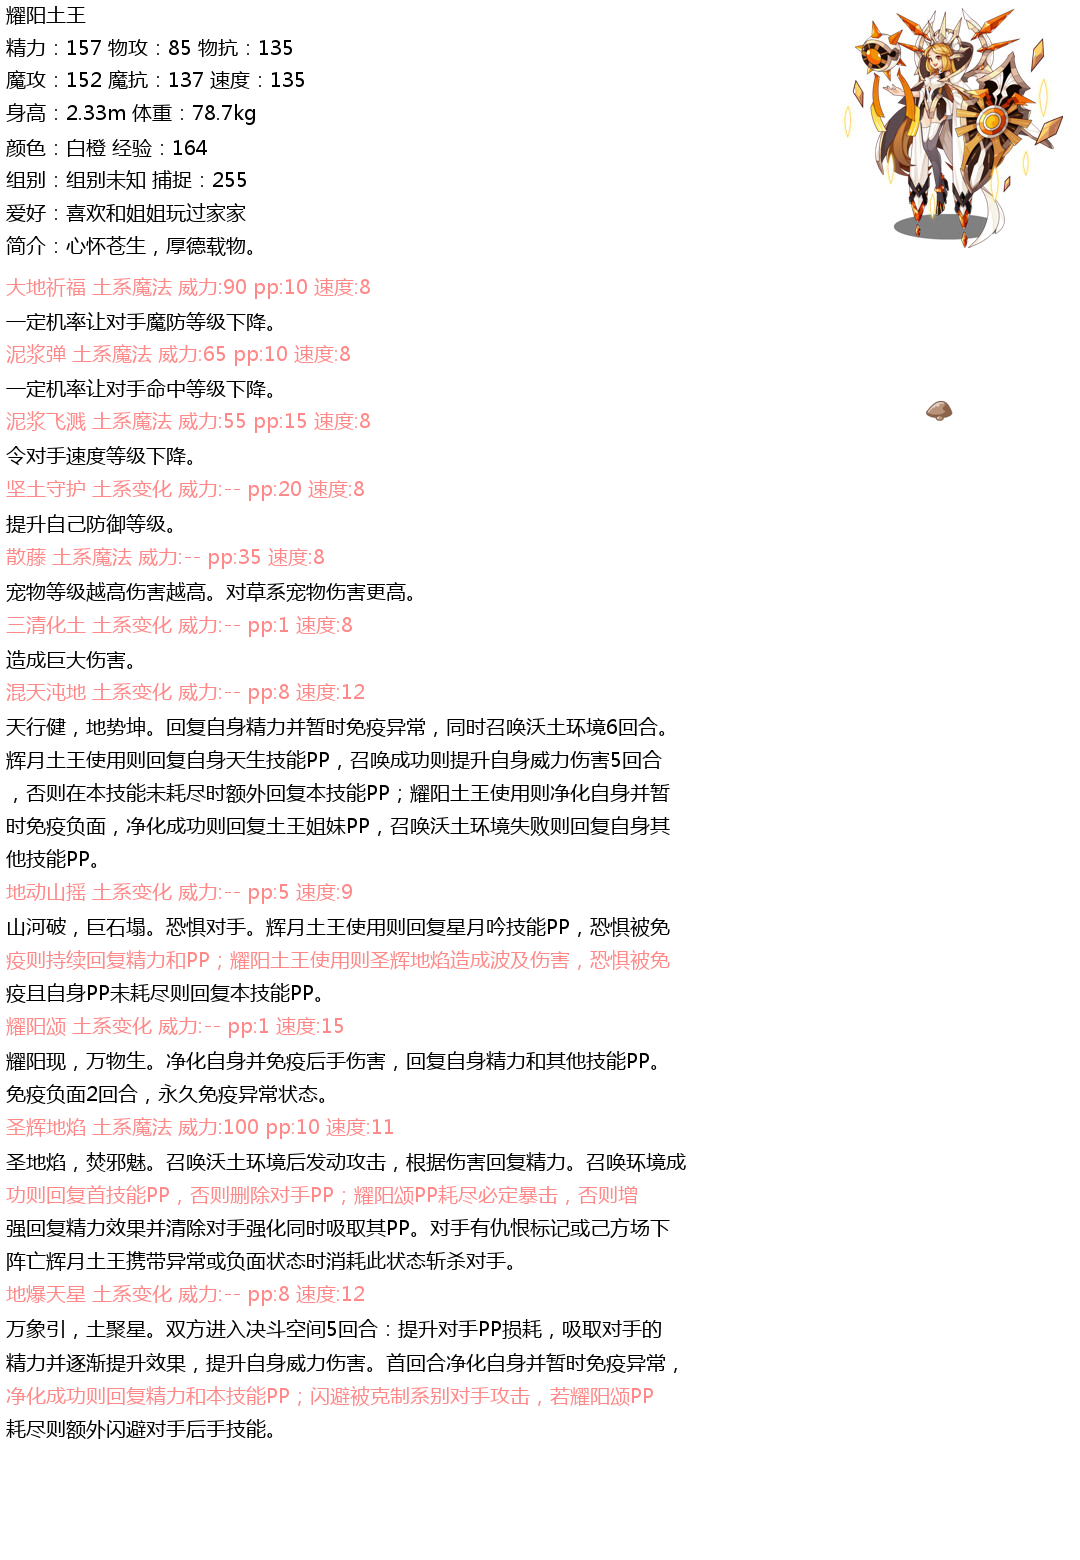 耀阳土王
精力：157 物攻：85 物抗：135
魔攻：152 魔抗：137 速度：135
身高：2.33m 体重：78.7kg
颜色：白橙 经验：164
组别：组别未知 捕捉：255
爱好：喜欢和姐姐玩过家家
简介：心怀苍生，厚德载物。
大地祈福 土系魔法 威力:90 pp:10 速度:8
一定机率让对手魔防等级下降。
泥浆弹 土系魔法 威力:65 pp:10 速度:8
一定机率让对手命中等级下降。
泥浆飞溅 土系魔法 威力:55 pp:15 速度:8
令对手速度等级下降。
坚土守护 土系变化 威力:-- pp:20 速度:8
提升自己防御等级。
散藤 土系魔法 威力:-- pp:35 速度:8
宠物等级越高伤害越高。对草系宠物伤害更高。
三清化土 土系变化 威力:-- pp:1 速度:8
造成巨大伤害。
混天沌地 土系变化 威力:-- pp:8 速度:12
天行健，地势坤。回复自身精力并暂时免疫异常，同时召唤沃土环境6回合。
辉月土王使用则回复自身天生技能PP，召唤成功则提升自身威力伤害5回合
，否则在本技能未耗尽时额外回复本技能PP；耀阳土王使用则净化自身并暂
时免疫负面，净化成功则回复土王姐妹PP，召唤沃土环境失败则回复自身其
他技能PP。
地动山摇 土系变化 威力:-- pp:5 速度:9
山河破，巨石塌。恐惧对手。辉月土王使用则回复星月吟技能PP，恐惧被免
疫则持续回复精力和PP；耀阳土王使用则圣辉地焰造成波及伤害，恐惧被免
疫且自身PP未耗尽则回复本技能PP。
耀阳颂 土系变化 威力:-- pp:1 速度:15
耀阳现，万物生。净化自身并免疫后手伤害，回复自身精力和其他技能PP。
免疫负面2回合，永久免疫异常状态。
圣辉地焰 土系魔法 威力:100 pp:10 速度:11
圣地焰，焚邪魅。召唤沃土环境后发动攻击，根据伤害回复精力。召唤环境成
功则回复首技能PP，否则删除对手PP；耀阳颂PP耗尽必定暴击，否则增
强回复精力效果并清除对手强化同时吸取其PP。对手有仇恨标记或己方场下
阵亡辉月土王携带异常或负面状态时消耗此状态斩杀对手。
地爆天星 土系变化 威力:-- pp:8 速度:12
万象引，土聚星。双方进入决斗空间5回合：提升对手PP损耗，吸取对手的
精力并逐渐提升效果，提升自身威力伤害。首回合净化自身并暂时免疫异常，
净化成功则回复精力和本技能PP；闪避被克制系别对手攻击，若耀阳颂PP
耗尽则额外闪避对手后手技能。